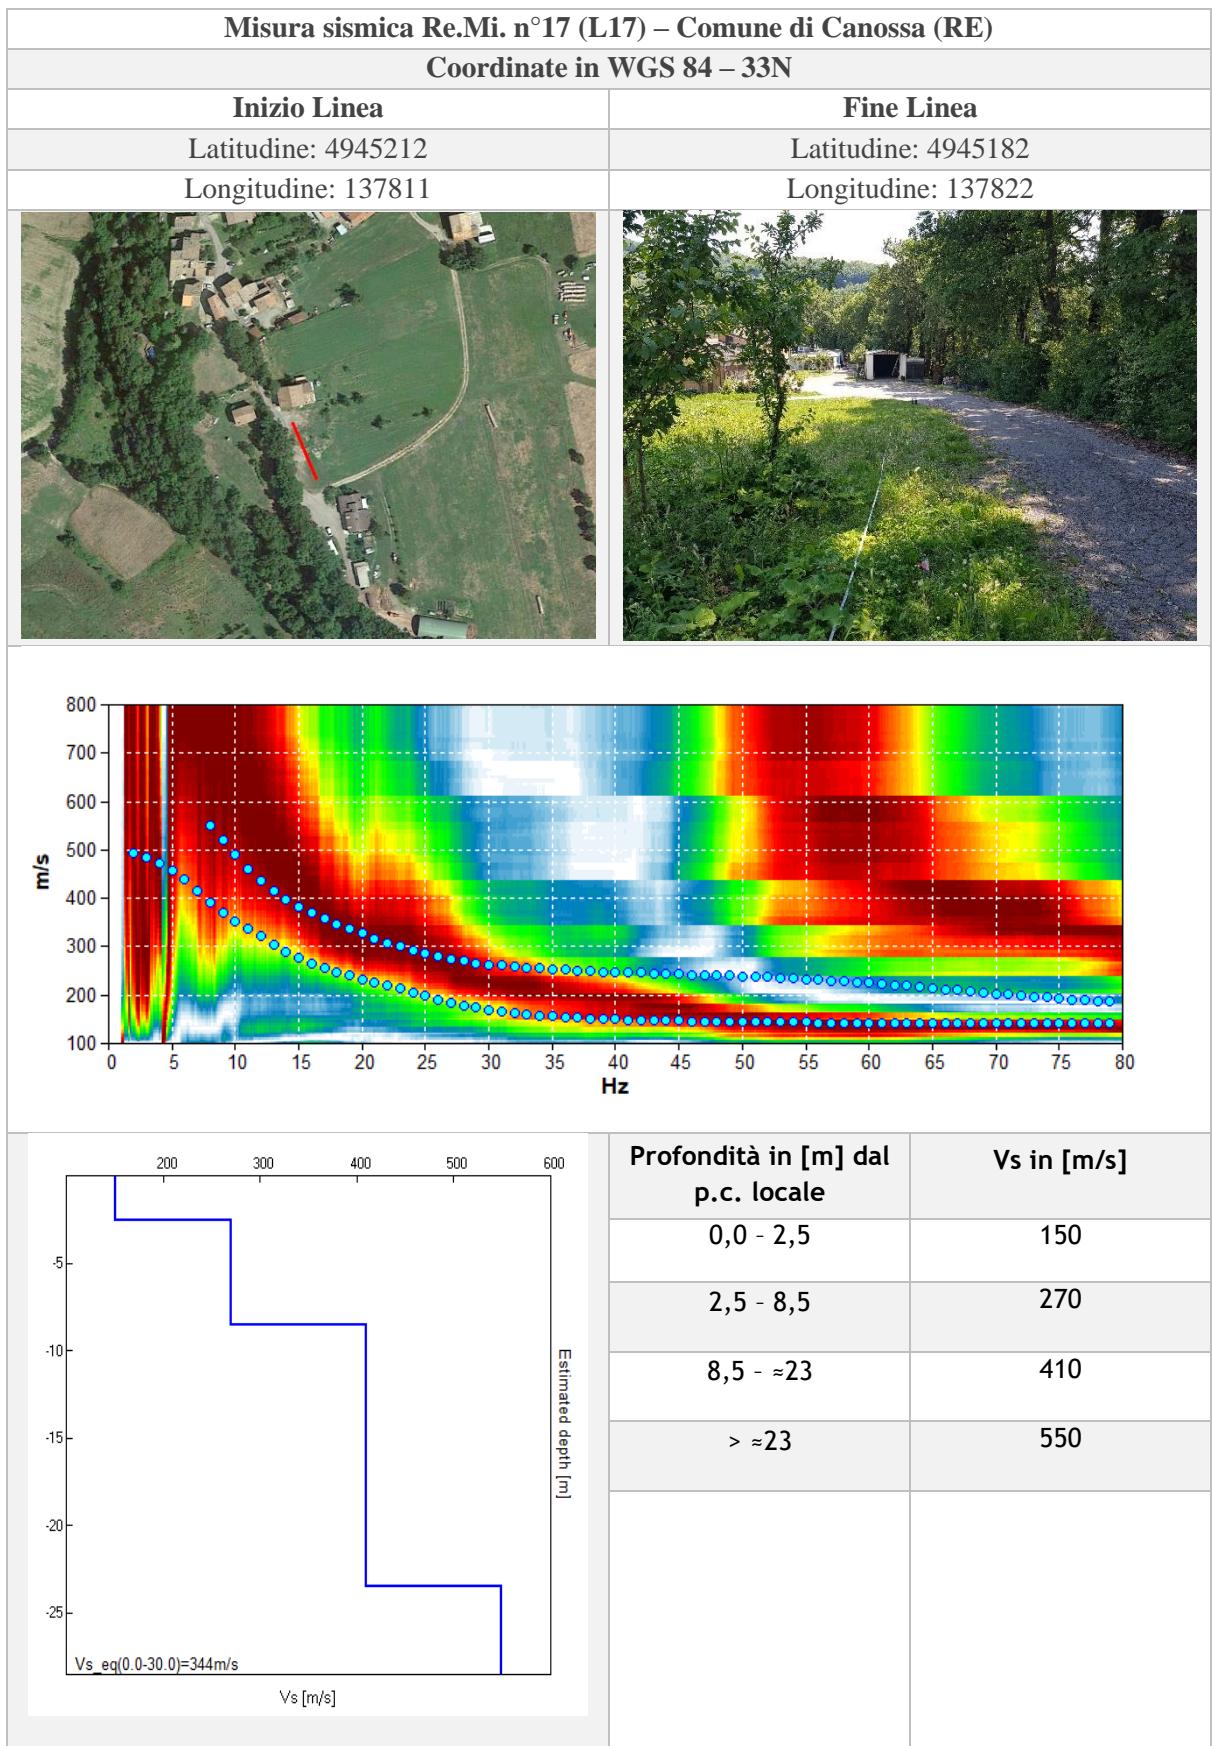 Misura sismica Re.Mi. n°17 (L17) – Comune di Canossa (RE)
Coordinate in WGS 84 – 33N
Inizio Linea
Fine Linea
Latitudine: 4945212
Latitudine: 4945182
Longitudine: 137811
Longitudine: 137822
800
700
600
500
400
300
200
100
m/s
0 5 10 15 20 25 30 35 40 45 50 55 60 65 70 75 80
Hz
200 300 400 500 600
-5
-10
-15
-20
-25
Estimated depth [m]
Vs_eq(0.0-30.0)=344m/s
Vs [m/s]
Profondità in [m] dal
p.c. locale
Vs in [m/s]
0,0 – 2,5
150
2,5 – 8,5
270
8,5 – ≈23
410
> ≈23
550